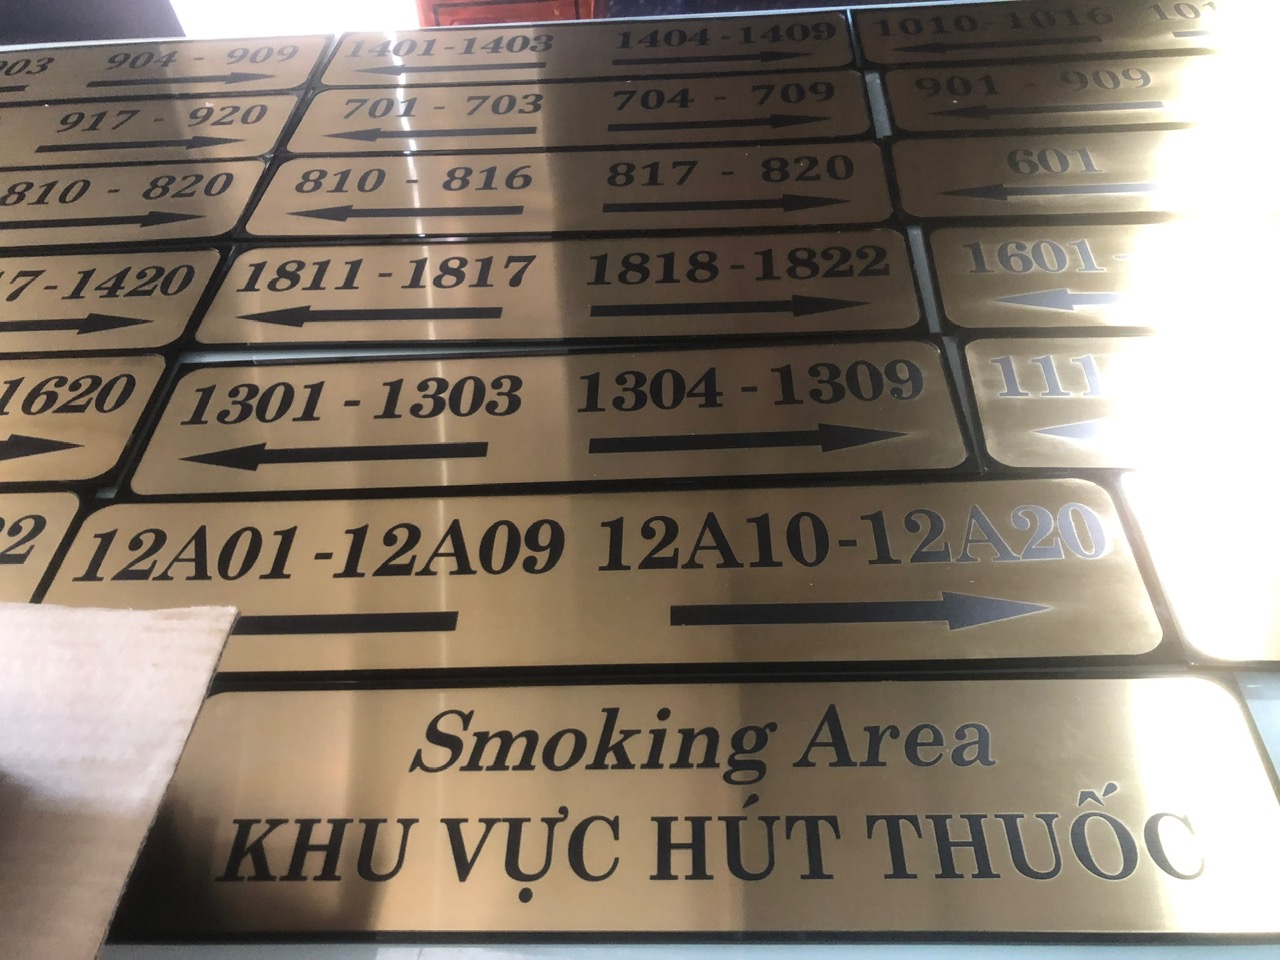 904 - 909
1401-1403 1404-1409
1010-1016
917 - 920
701 - 703 704 - 709
901 - 909
810 - 820
810 - 816 817 - 820
601
1811-1817 1818-1822
1601-
1620
1301-1303 1304-1309
12A01-12A09 12A10-12A20
Smoking Area
KHU VỰC HÚT THUỐC